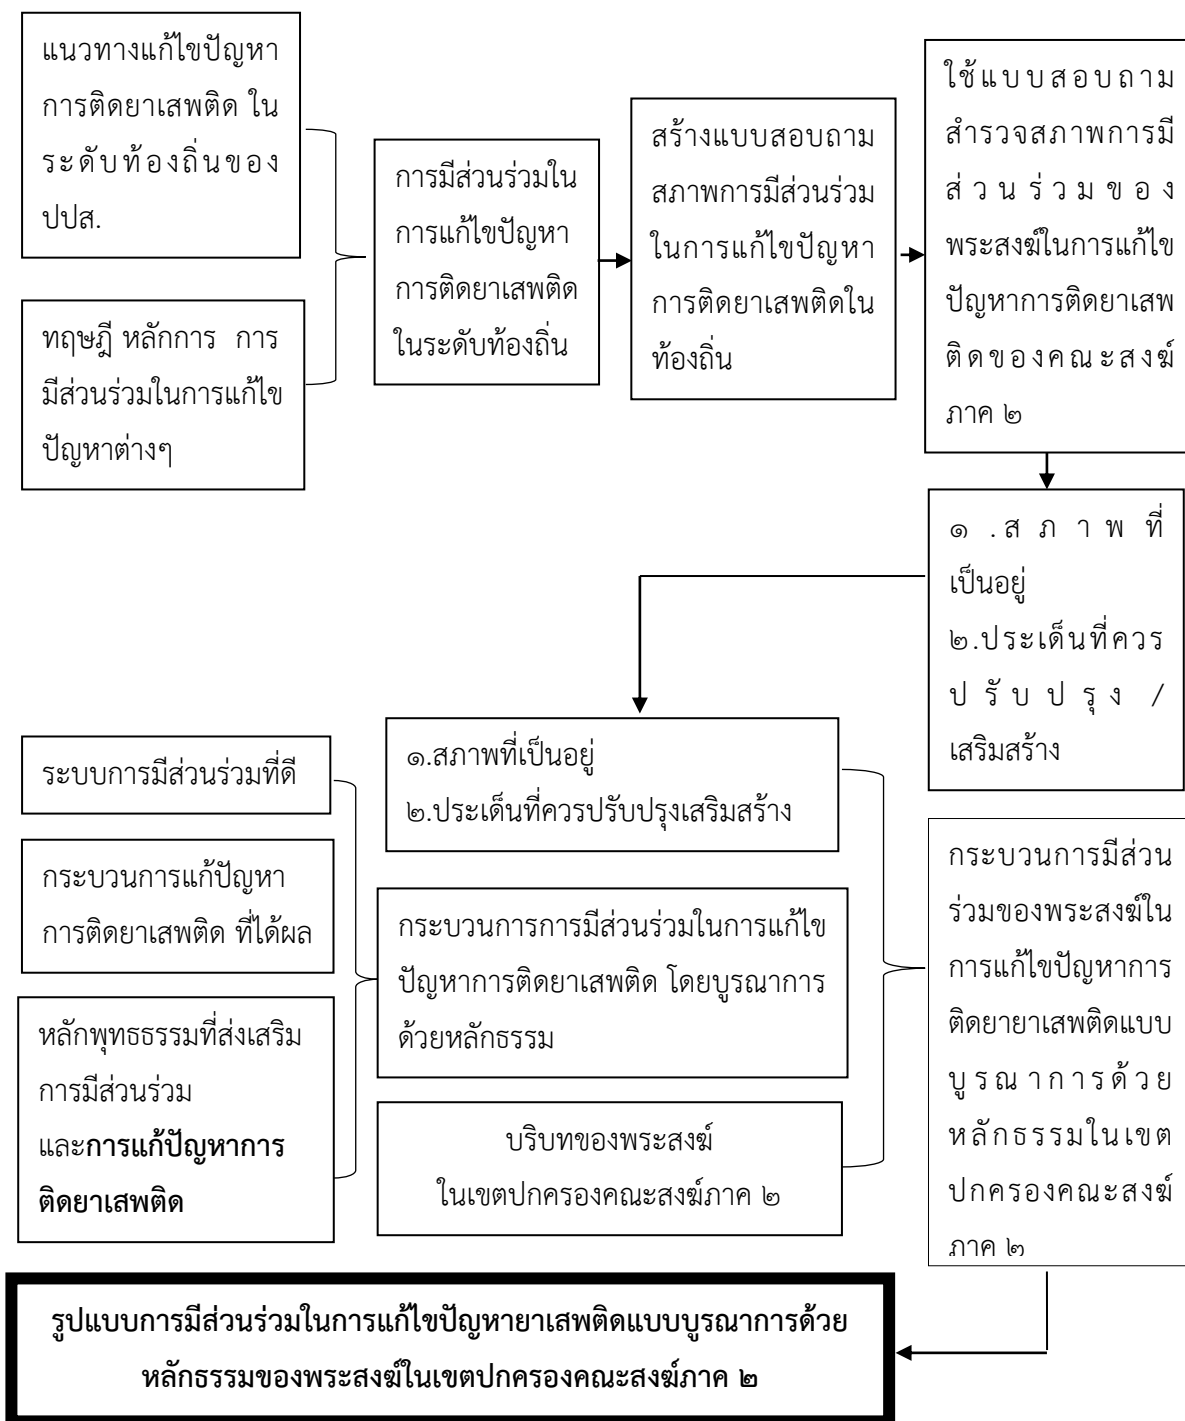 แนวทางแก้ไขปัญหา
การติดยาเสพติด ใน
ระดับท้องถิ่นของ
ปปส.
ทฤษฎี หลักการ การ
มีส่วนร่วมในการแก้ไข
ปัญหาต่างๆ
การมีส่วนร่วมใน
การแก้ไขปัญหา
การติดยาเสพติด
ในระดับท้องถิ่น
สร้างแบบสอบถาม
สภาพการมีส่วนร่วม
ในการแก้ไขปัญหา
การติดยาเสพติดใน
ท้องถิ่น
ใช้แบบสอบถาม
สำรวจสภาพการมี
ส่วนร่วมของ
พระสงฆ์ในการแก้ไข
ปัญหาการติดยาเสพ
ติดของคณะสงฆ์
ภาค ๒
๑ .สภาพที่
เป็นอยู่
๒.ประเด็นที่ควร
ปรับปรุง /
เสริมสร้าง
ระบบการมีส่วนร่วมที่ดี
กระบวนการแก้ปัญหา
การติดยาเสพติด ที่ได้ผล
หลักพุทธธรรมที่ส่งเสริม
การมีส่วนร่วม
และการแก้ปัญหาการ
ติดยาเสพติด
๑.สภาพที่เป็นอยู่
๒.ประเด็นที่ควรปรับปรุงเสริมสร้าง
กระบวนการการมีส่วนร่วมในการแก้ไข
ปัญหาการติดยาเสพติด โดยบูรณาการ
ด้วยหลักธรรม
บริบทของพระสงฆ์
ในเขตปกครองคณะสงฆ์ภาค ๒
กระบวนการมีส่วน
ร่วมของพระสงฆ์ใน
การแก้ไขปัญหาการ
ติดยายาเสพติดแบบ
บูรณาการด้วย
หลักธรรมในเขต
ปกครองคณะสงฆ์
ภาค ๒
รูปแบบการมีส่วนร่วมในการแก้ไขปัญหายาเสพติดแบบบูรณาการด้วย
หลักธรรมของพระสงฆ์ในเขตปกครองคณะสงฆ์ภาค ๒